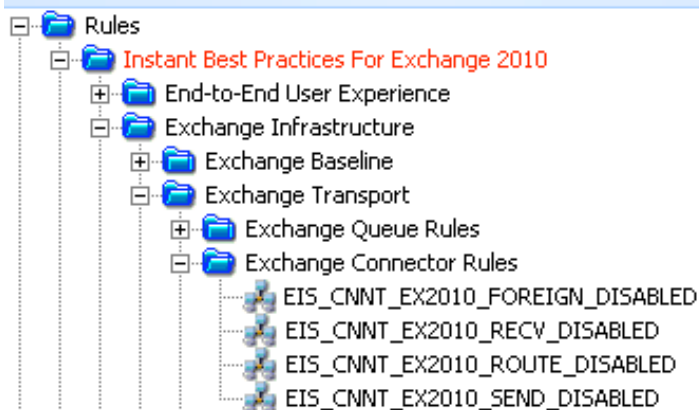 Rules
Instant Best Practices For Exchange 2010
End-to-End User Experience
Exchange Infrastructure
Exchange Baseline
Exchange Transport
Exchange Queue Rules
Exchange Connector Rules
EIS_CNNT_EX2010_FOREIGN_DISABLED
EIS_CNNT_EX2010_RECV_DISABLED
EIS_CNNT_EX2010_ROUTE_DISABLED
EIS_CNNT_EX2010_SEND_DISABLED